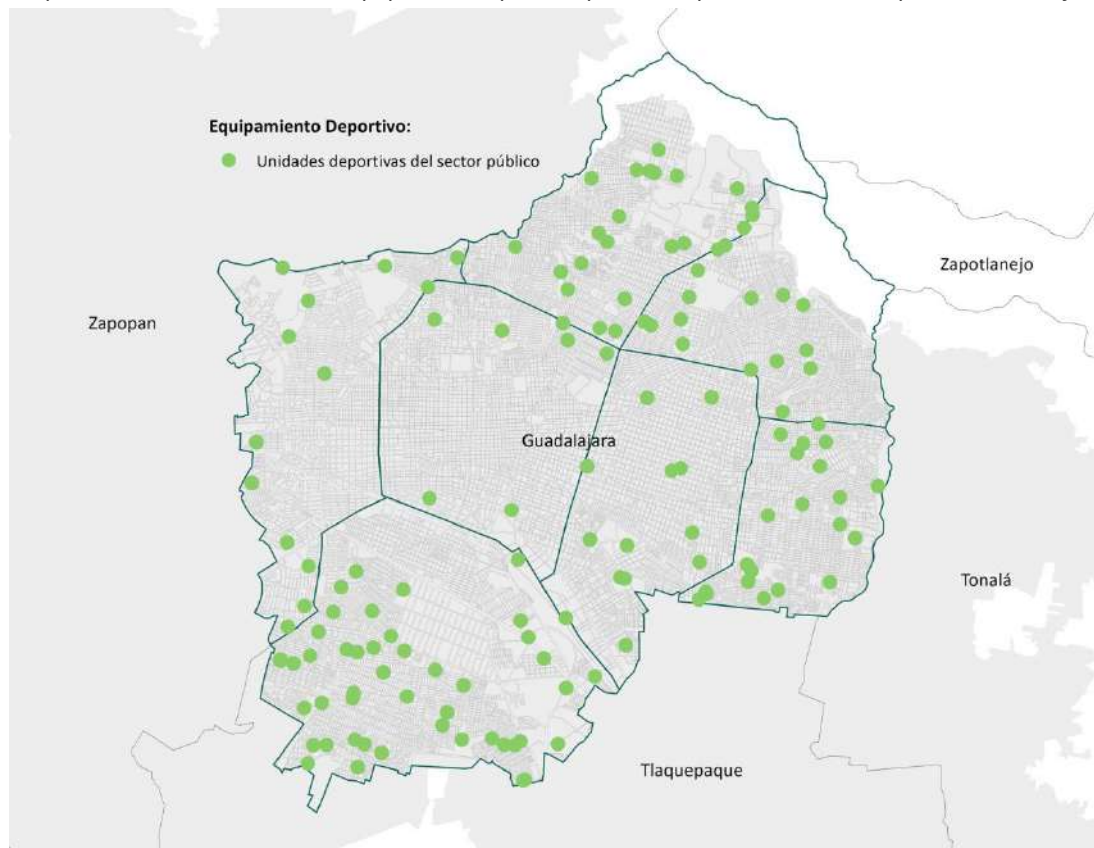 Equipamiento Deportivo:
Unidades deportivas del sector público
Zapotlanejo
Zapopan
Guadalajara
Tonalá
Tlaquepaque